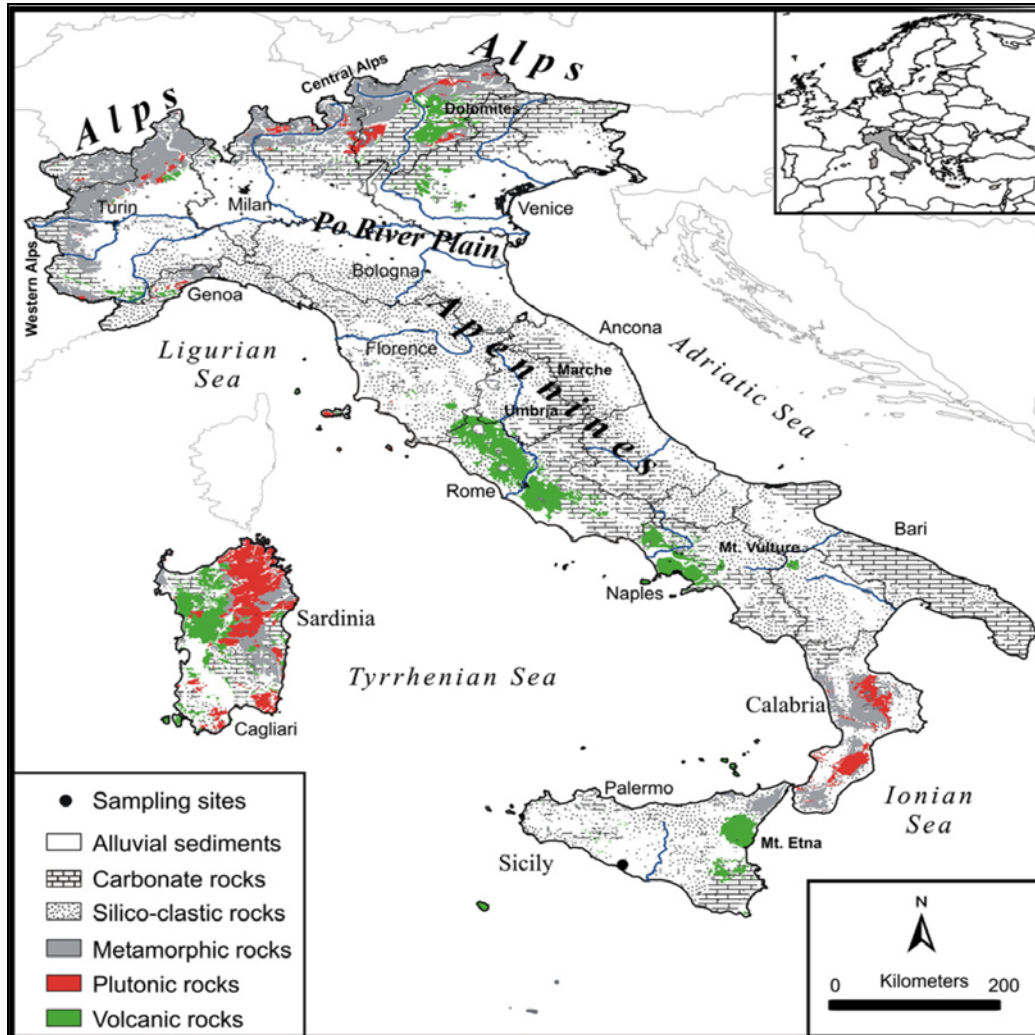 Alps
Central Alps
Alps
Dolomites
Turin
Milan
Venice
Po River Plain
Western Alps
Bologna
Genoa
Apennines
Ancona
Ligurian
Sea
Florence
Marche
Adriatic Sea
Umbria
Rome
Bari
Mt. Vulture
Naples
Sardinia
Tyrrhenian Sea
Calabria
Cagliari
Palermo
Ionian
Sea
Mt. Etna
Sicily
Sampling sites
Alluvial sediments
Carbonate rocks
Silico-clastic rocks
Metamorphic rocks
Plutonic rocks
Volcanic rocks
N
Kilometers
0 200